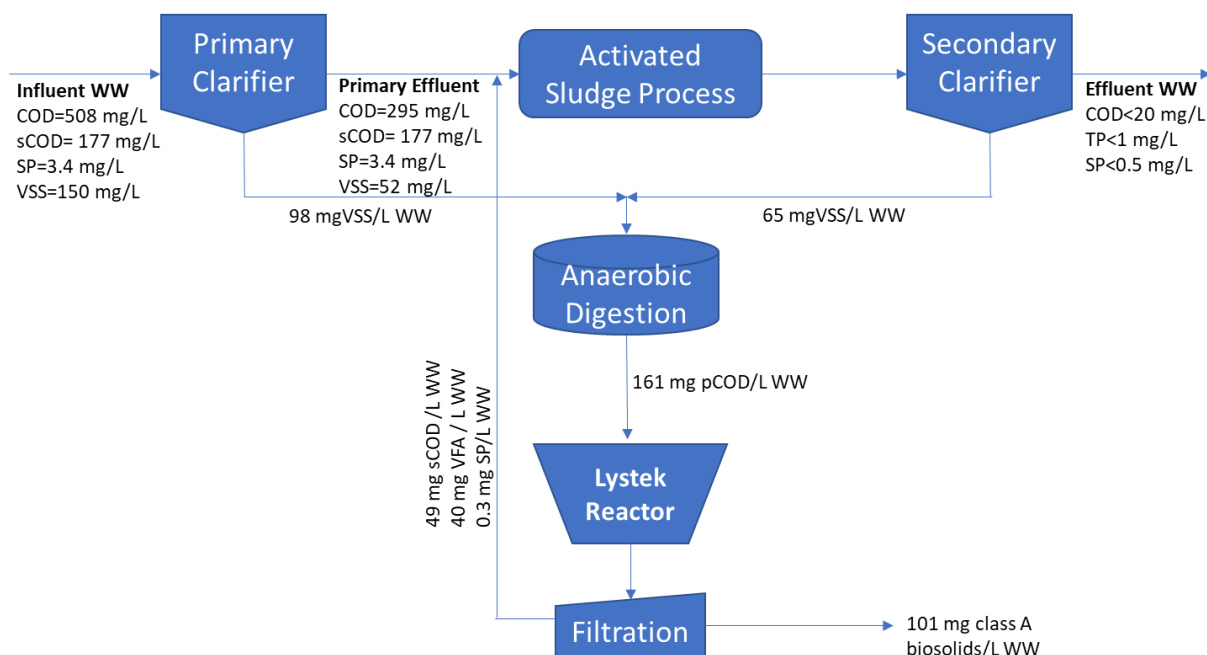 Primary
Clarifier
Activated
Sludge Process
Secondary
Clarifier
Influent WW
COD=508 mg/L
sCOD= 177 mg/L
SP=3.4 mg/L
VSS=150 mg/L
Primary Effluent
COD=295 mg/L
sCOD= 177 mg/L
SP=3.4 mg/L
VSS=52 mg/L
Effluent WW
COD<20 mg/L
TP<1 mg/L
SP<0.5 mg/L
98 mgVSS/L WW
65 mgVSS/L WW
Anaerobic
Digestion
161 mg pCOD/L WW
49 mg sCOD /L WW
40 mg VFA / L WW
0.3 mg SP/L WW
Lystek
Reactor
Filtration
101 mg class A
biosolids/L WW